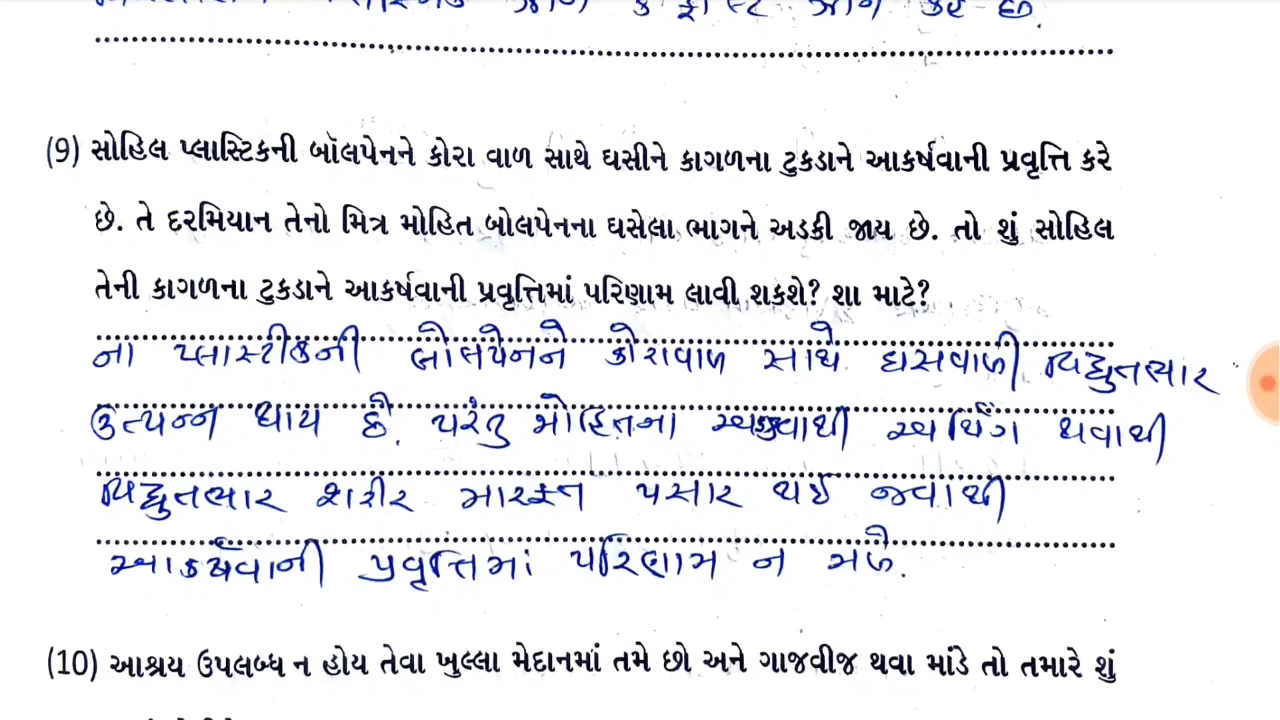 (9) સોહિલ પ્લાસ્ટિકની બૉલપેનને કોરા વાળ સાથે ઘસીને કાગળના ટુકડાને આકર્ષવાની પ્રવૃત્તિ કરે
છે. તે દરમિયાન તેનો મિત્ર મોહિત બોલપેનના ઘસેલા ભાગને અડકી જાય છે. તો શું સોહિલ
તેની કાગળના ટુકડાને આકર્ષવાની પ્રવૃત્તિમાં પરિણામ લાવી શકશે? શા માટે?
ના પ્લાસ્ટીકની બોલપેનને કોરાવાળ સાથે ઘસવાળી વિદ્યુતભાર
ઉત્પન્ન થાય છે. પરંતુ મોહિતના અર્થિંગ થવાથી
વિદ્યુતભાર શરીર મારફત પસાર થઇ જવાથી
આકર્ષવાની પ્રવૃત્તિમાં પરિણામ ન મળે.
(10) આશ્રય ઉપલબ્ધ ન હોય તેવા ખુલ્લા મેદાનમાં તમે છો અને ગાજવીજ થવા માંડે તો તમારે શું